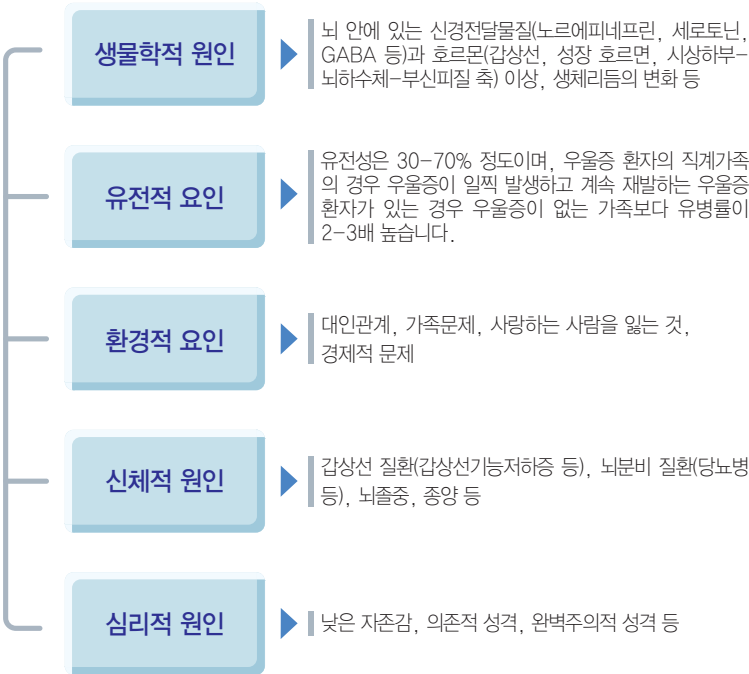 생물학적 원인
뇌 안에 있는 신경전달물질(노르에피네프린, 세로토닌,
GABA 등)과 호르몬(갑상선, 성장 호르면, 시상하부-
뇌하수체-부신피질 축) 이상, 생체리듬의 변화 등
유전적 요인
유전성은 30-70% 정도이며, 우울증 환자의 직계가족
의 경우 우울증이 일찍 발생하고 계속 재발하는 우울증
환자가 있는 경우 우울증이 없는 가족보다 유병률이
2-3배 높습니다.
환경적 요인
대인관계, 가족문제, 사랑하는 사람을 잃는 것,
경제적 문제
신체적 원인
갑상선 질환(갑상선기능저하증 등), 뇌분비 질환(당뇨병
등), 뇌졸중, 종양 등
심리적 원인
낮은 자존감, 의존적 성격, 완벽주의적 성격 등